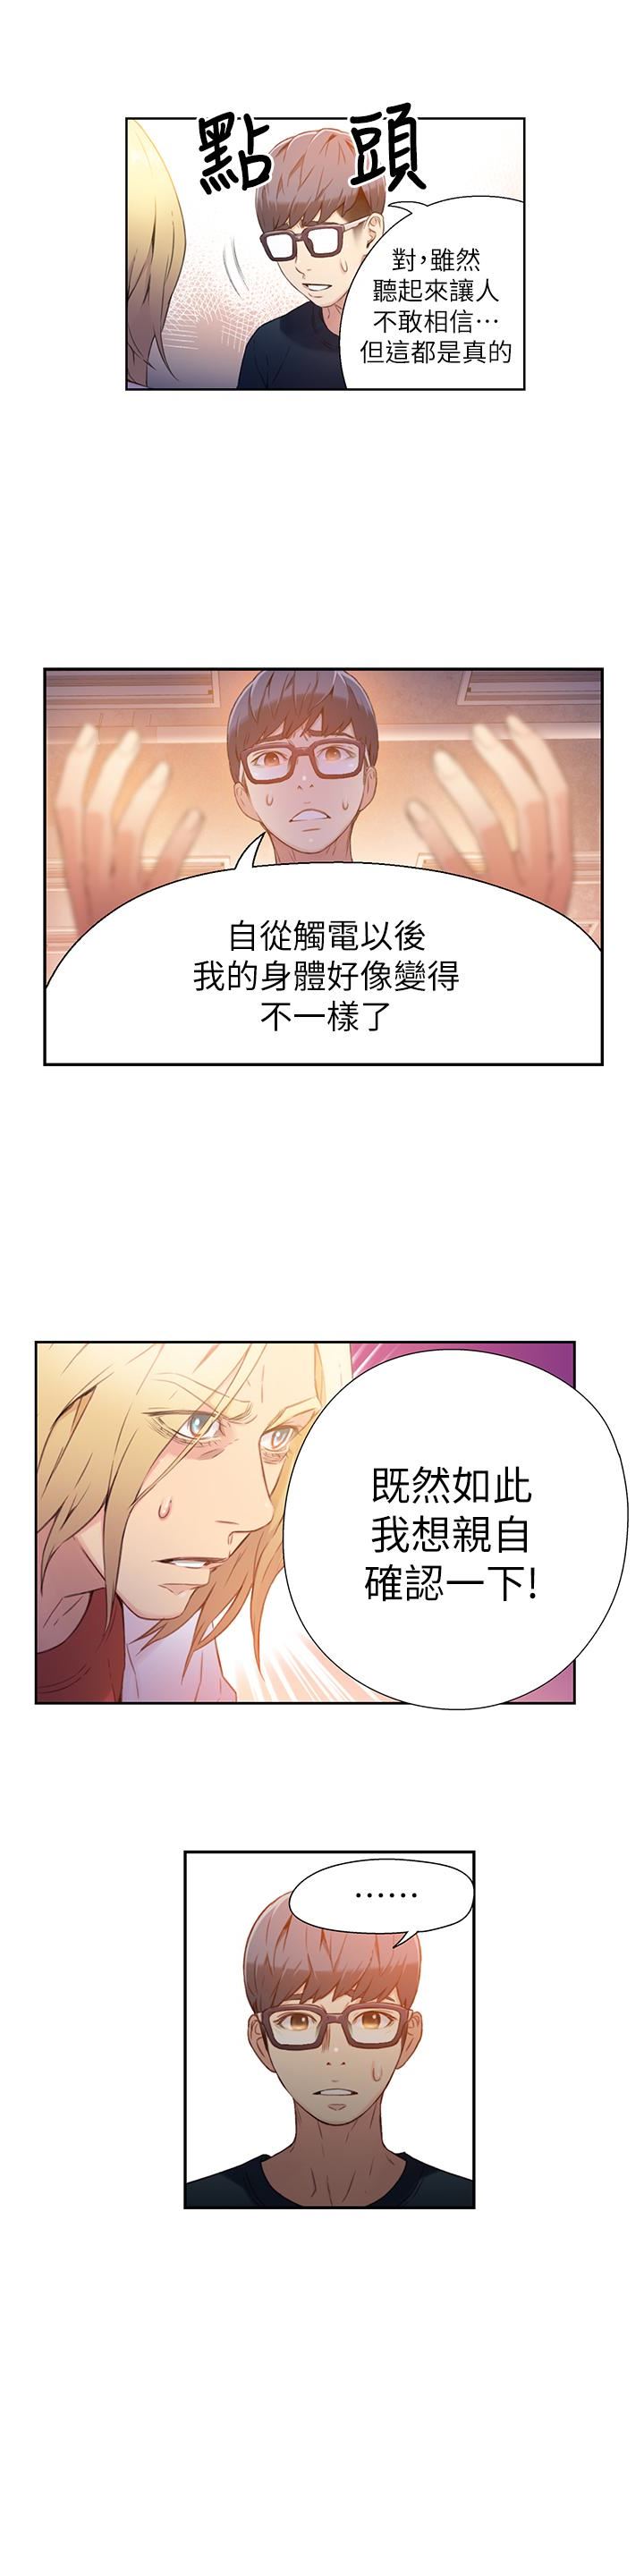 點頭
對,雖然
聽起來讓人
不敢相信…
但這都是真的
自從觸電以後
我的身體好像變得
不一樣了
既然如此
我想親自
確認一下!
……